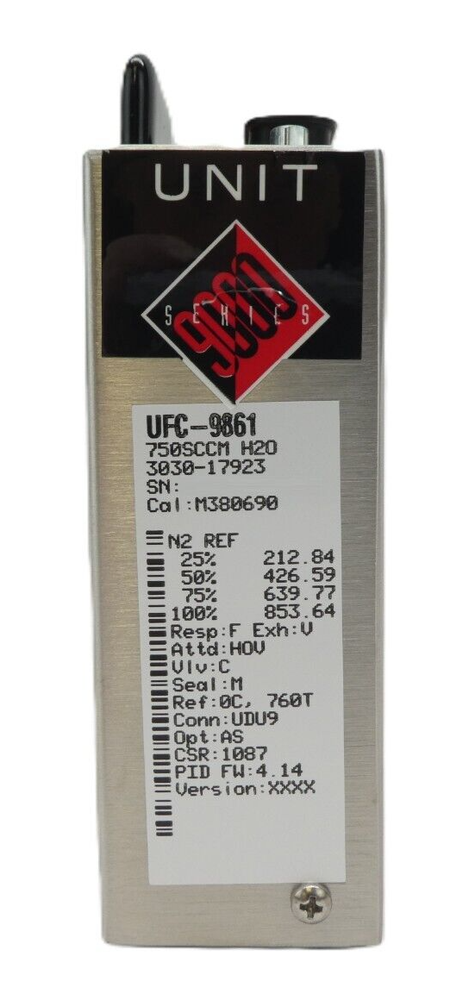 UNIT
9000
SERIES
UFC-9861
750SCCM H2O
3030-17923
SN:
Cal:M380690
N2 REF
25% 212.84
50% 426.59
75% 639.77
100% 853.64
Resp:F Exh:V
Attd:HOV
Vlv:C
Seal:M
Ref:0C, 760T
Conn:UDU9
Opt:AS
CSR:1087
PID FW:4.14
Version:XXXX